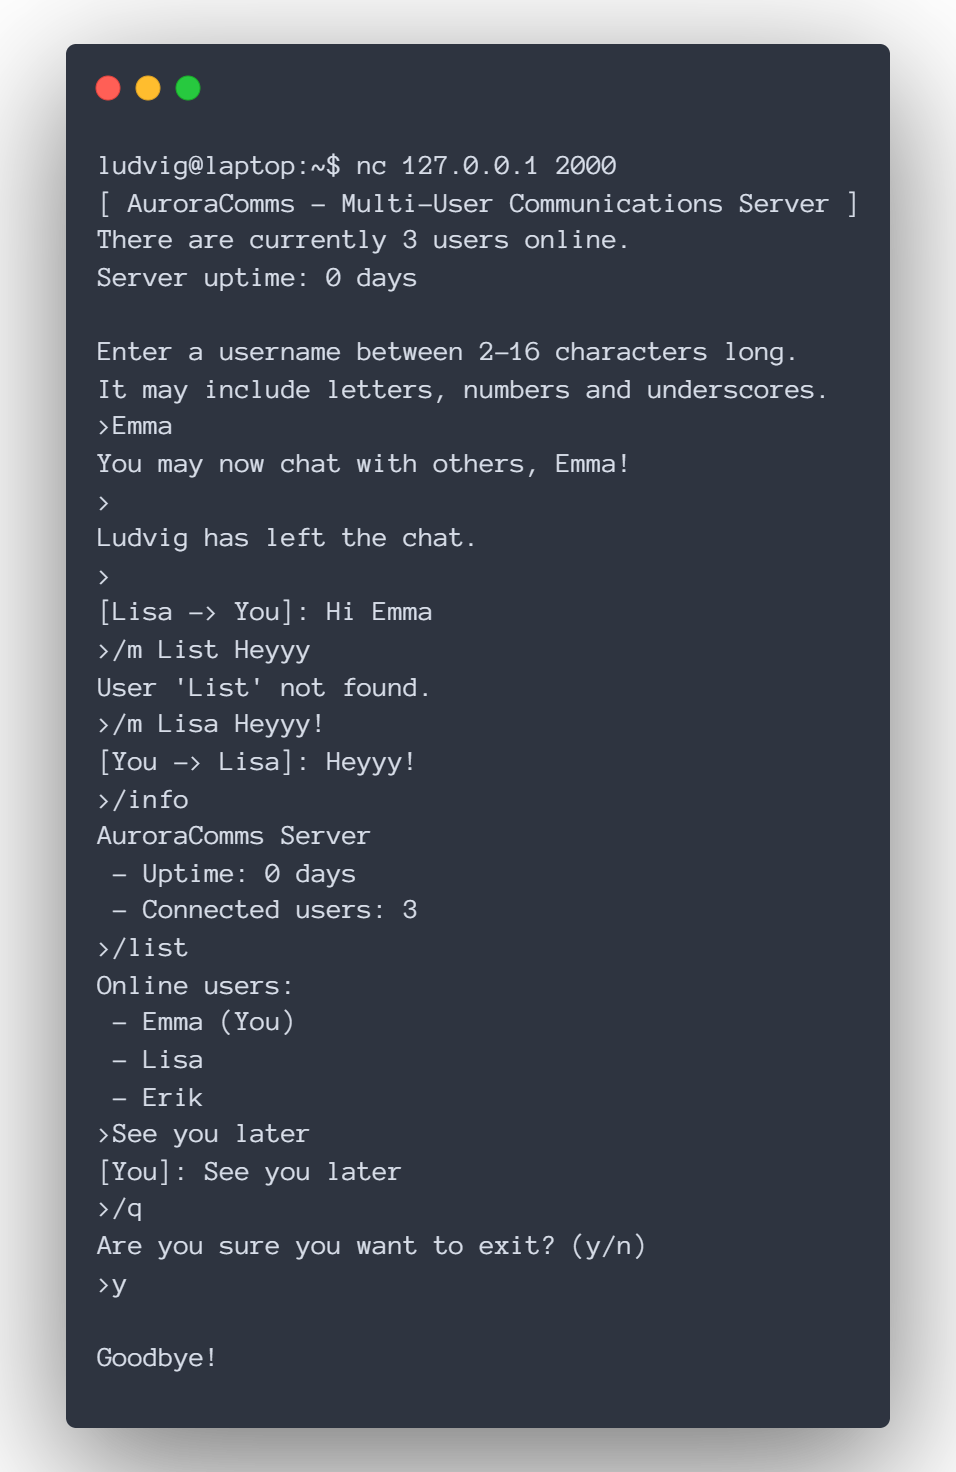 ludvig@laptop:~$ nc 127.0.0.1 2000
[ AuroraComms - Multi-User Communications Server ]
There are currently 3 users online.
Server uptime: 0 days

Enter a username between 2-16 characters long.
It may include letters, numbers and underscores.
>Emma
You may now chat with others, Emma!
>
Ludvig has left the chat.
>
[Lisa -> You]: Hi Emma
>/m List Heyyy
User 'List' not found.
>/m Lisa Heyyy!
[You -> Lisa]: Heyyy!
>/info
AuroraComms Server
 - Uptime: 0 days
 - Connected users: 3
>/list
Online users:
 - Emma (You)
 - Lisa
 - Erik
>See you later
[You]: See you later
>/q
Are you sure you want to exit? (y/n)
>y

Goodbye!